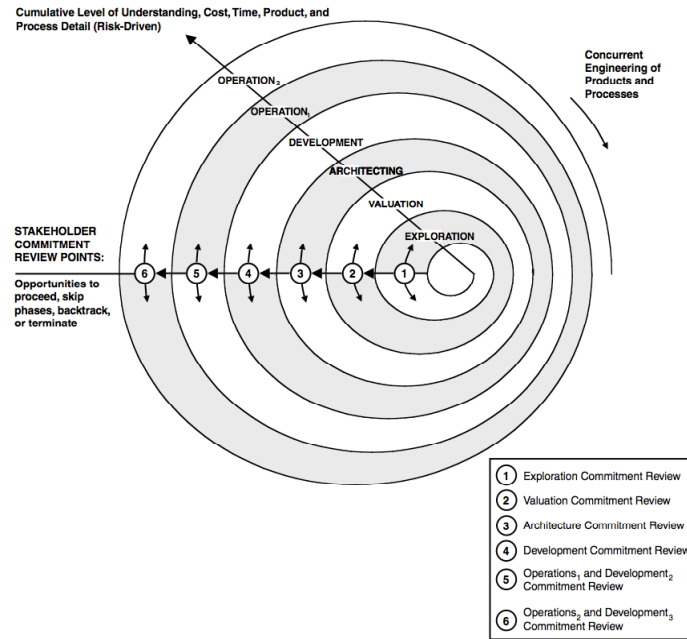 Cumulative Level of Understanding, Cost, Time, Product, and
Process Detail (Risk-Driven)
Concurrent
Engineering of
Products and
Processes
OPERATION₂
OPERATION₁
DEVELOPMENT
ARCHITECTING
VALUATION
EXPLORATION
STAKEHOLDER
COMMITMENT
REVIEW POINTS:
Opportunities to
proceed, skip
phases, backtrack,
or terminate
6 5 4 3 2 1
1 Exploration Commitment Review
2 Valuation Commitment Review
3 Architecture Commitment Review
4 Development Commitment Review
5 Operations₁ and Development₂
Commitment Review
6 Operations₂ and Development₃
Commitment Review